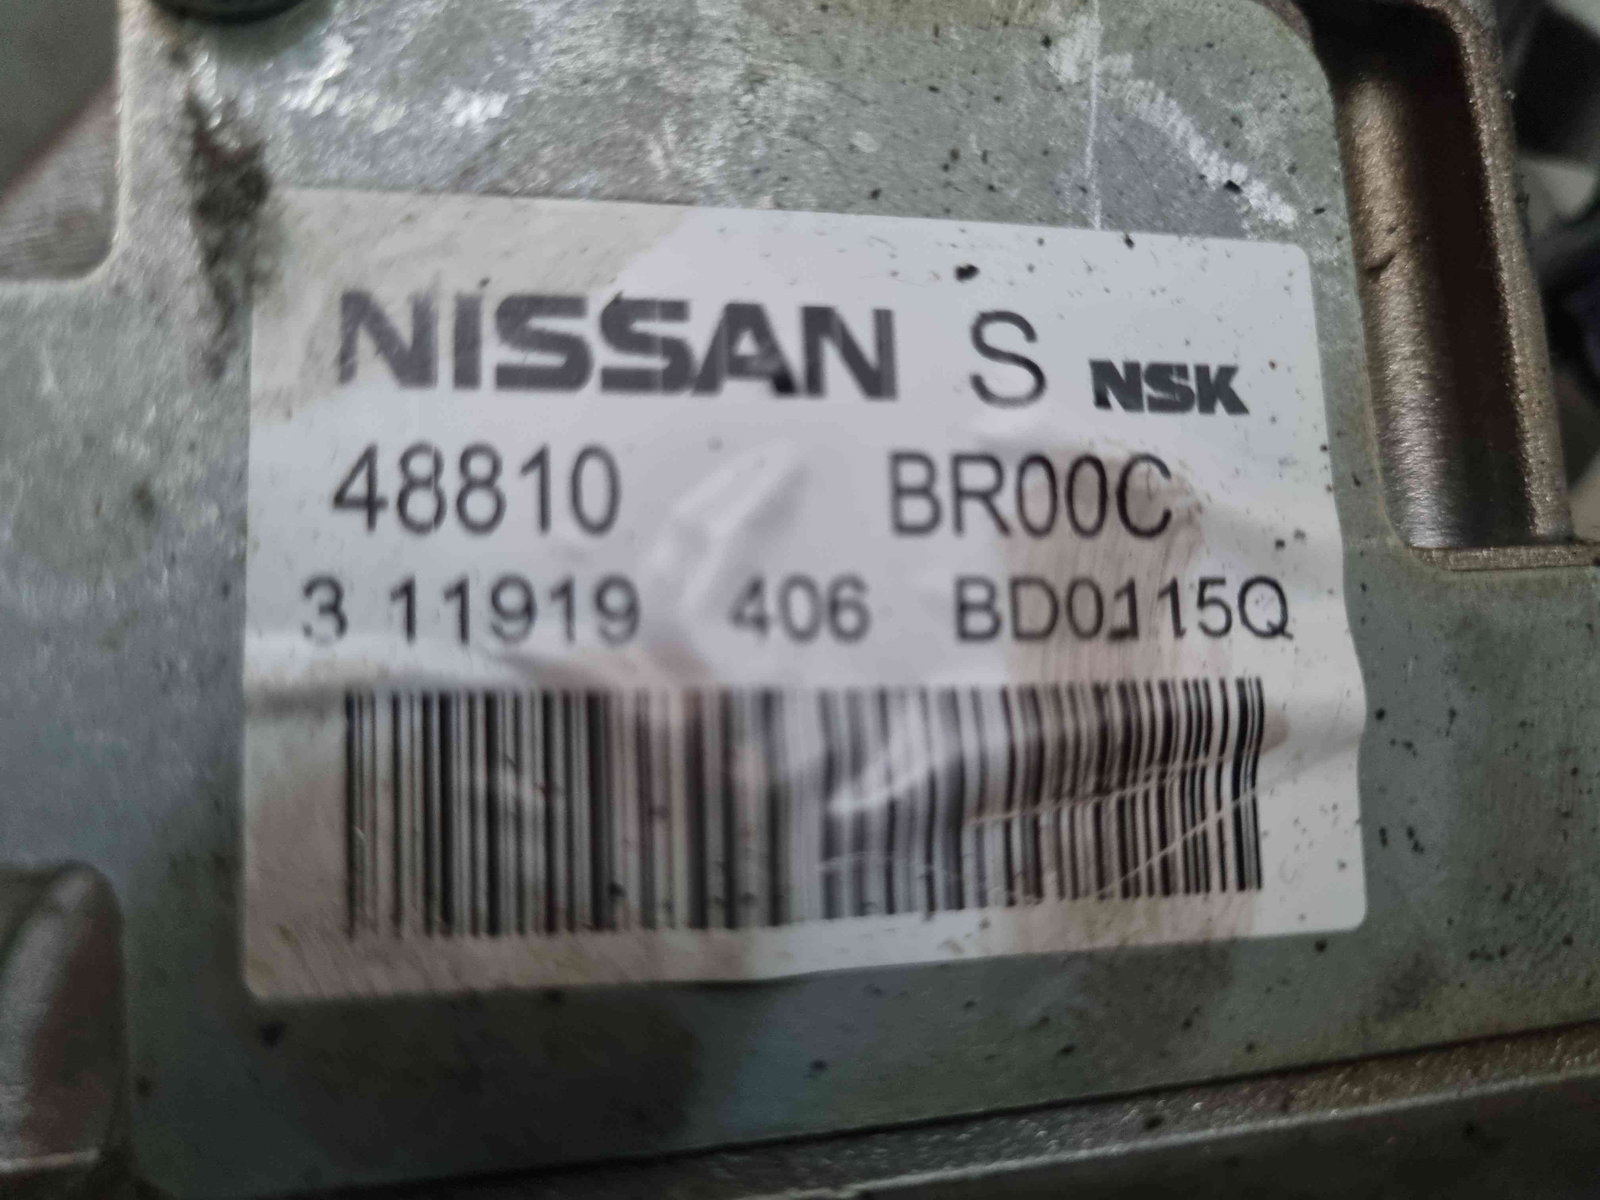 NISSAN S NSK
48810 BR00C
3 11919 406 BD0115Q